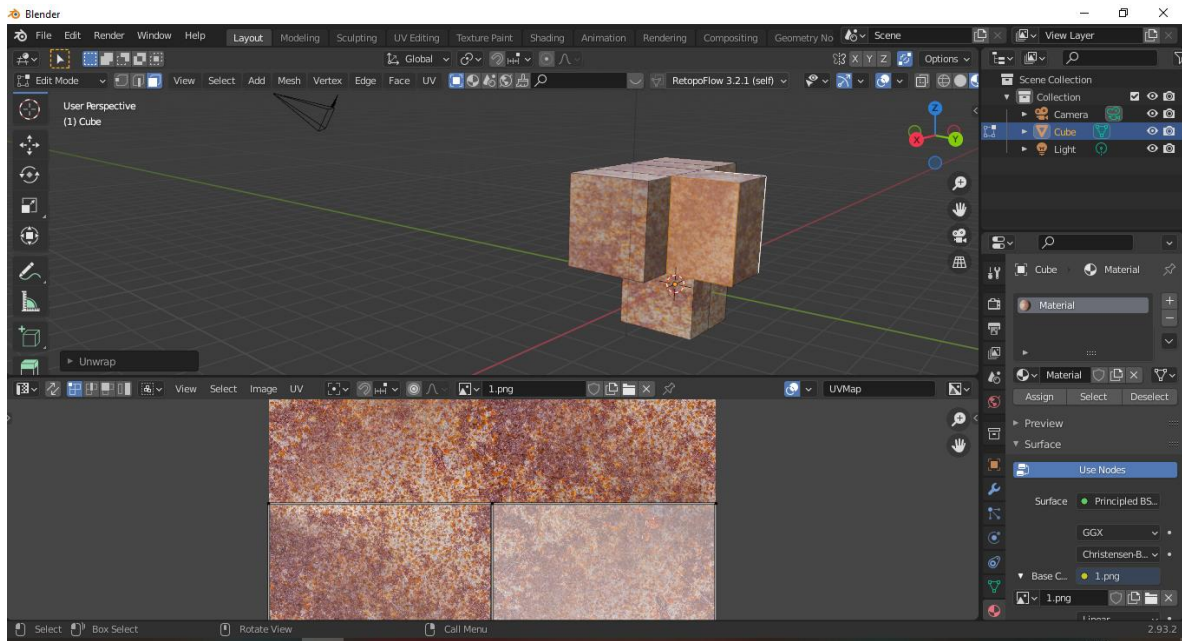 Blender
File Edit Render Window Help Layout Modeling Sculpting UV Editing Texture Paint Shading Animation Rendering Compositing Geometry No Scene View Layer
Global X Y Z Options
Edit Mode View Select Add Mesh Vertex Edge Face UV RetopoFlow 3.2.1 (self)
User Perspective
(1) Cube
Z
X Y
Unwrap
Scene Collection
Collection
Camera
Cube
Light
Cube Material
Material
Material
Assign Select Deselect
Preview
Surface
Use Nodes
Surface Principled BS...
GGX
Christensen-B...
Base C... 1.png
1.png
Linear
View Select Image UV 1.png UVMap
Select Box Select Rotate View Call Menu 2.93.2